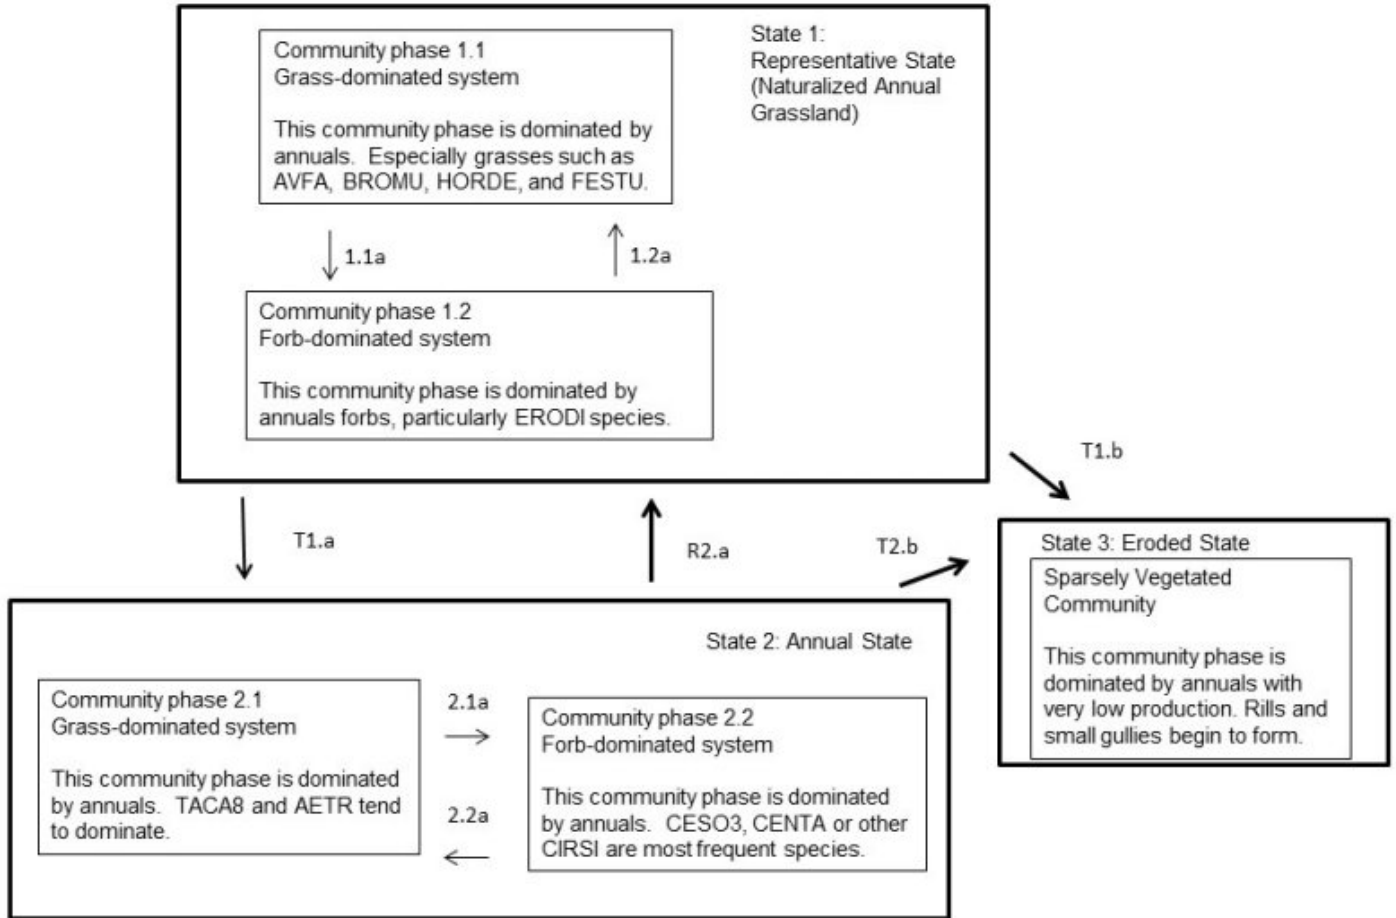 State 1:
Representative State
(Naturalized Annual
Grassland)
Community phase 1.1
Grass-dominated system
This community phase is dominated by
annuals. Especially grasses such as
AVFA, BROMU, HORDE, and FESTU.
1.1a
1.2a
Community phase 1.2
Forb-dominated system
This community phase is dominated by
annuals forbs, particularly ERODI species.
T1.b
T1.a
R2.a
T2.b
State 3: Eroded State
Sparsely Vegetated
Community
This community phase is
dominated by annuals with
very low production. Rills and
small gullies begin to form.
State 2: Annual State
Community phase 2.1
Grass-dominated system
This community phase is dominated
by annuals. TACA8 and AETR tend
to dominate.
2.1a
2.2a
Community phase 2.2
Forb-dominated system
This community phase is dominated
by annuals. CESO3, CENTA or other
CIRSI are most frequent species.